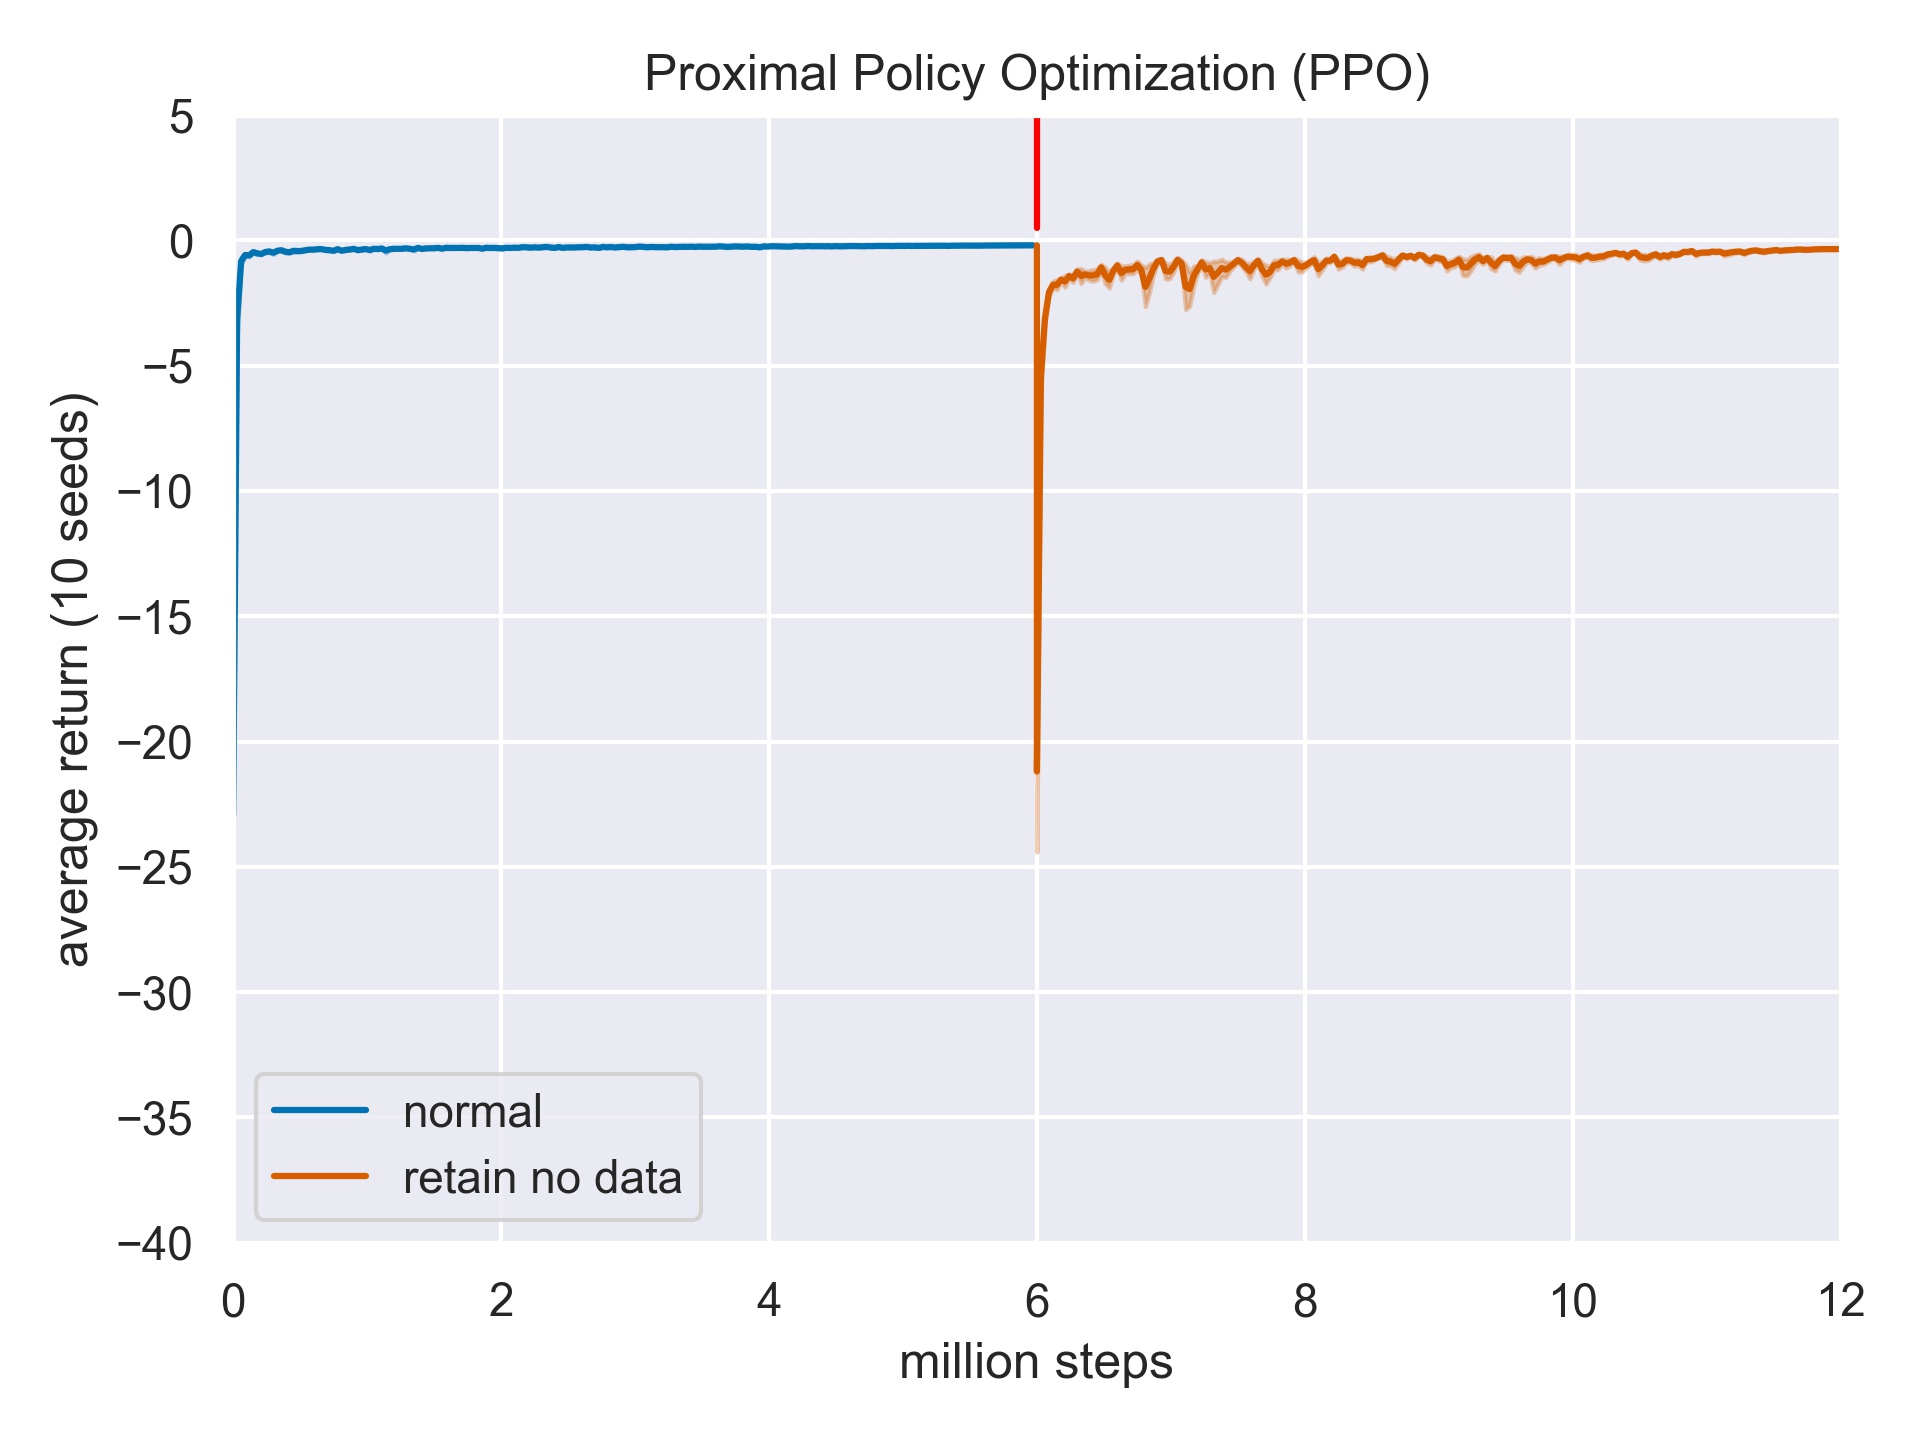 Proximal Policy Optimization (PPO)
5
0
−5
−10
−15
−20
−25
−30
−35
−40
average return (10 seeds)
normal
retain no data
0 2 4 6 8 10 12
million steps